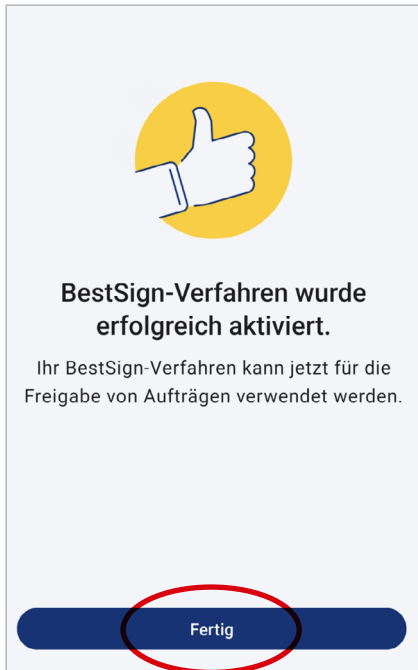 BestSign-Verfahren wurde
erfolgreich aktiviert.
Ihr BestSign-Verfahren kann jetzt für die
Freigabe von Aufträgen verwendet werden.
Fertig